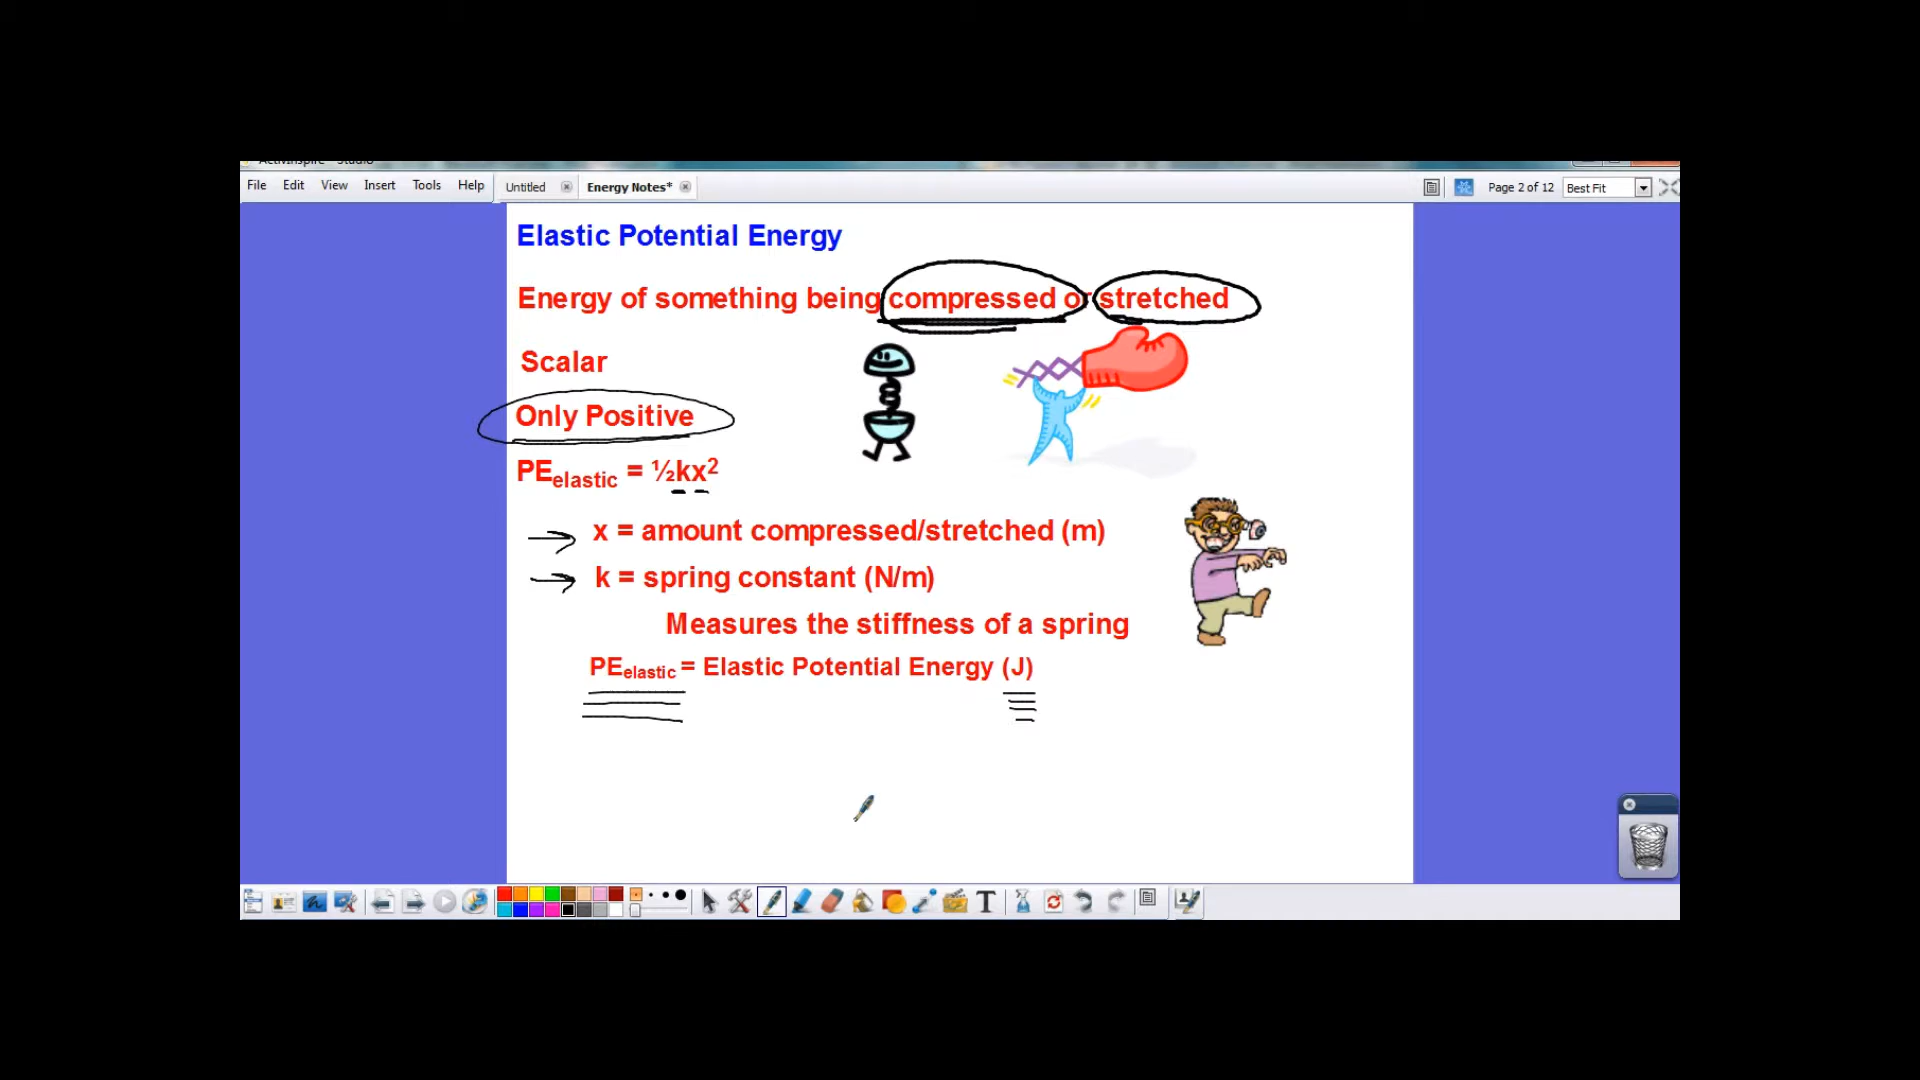 ActivInspire - Studio
File Edit View Insert Tools Help Untitled Energy Notes* Page 2 of 12 Best Fit
Elastic Potential Energy
Energy of something being compressed or stretched
Scalar
Only Positive
PEelastic = ½kx²
x = amount compressed/stretched (m)
k = spring constant (N/m)
Measures the stiffness of a spring
PEelastic = Elastic Potential Energy (J)
T